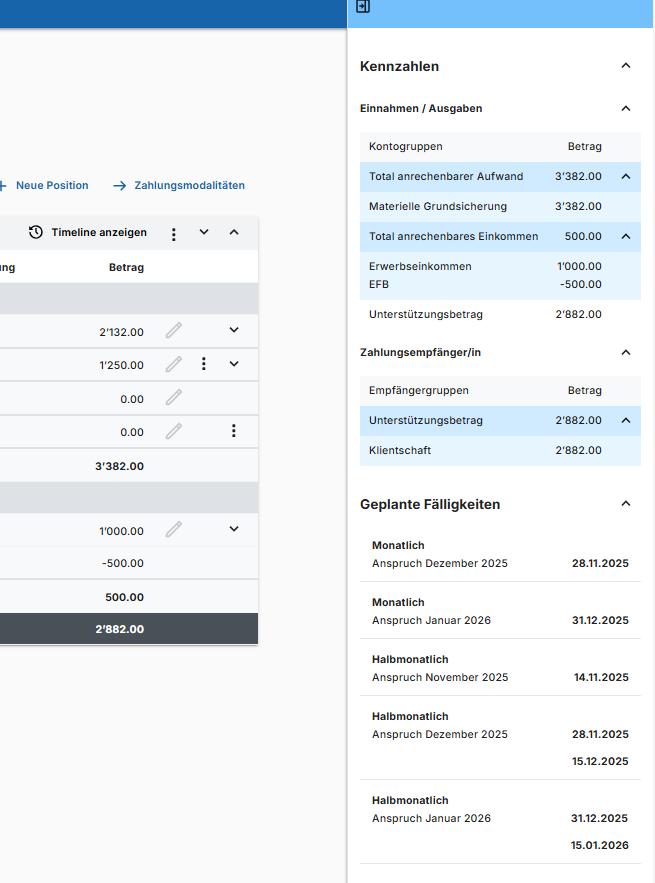 Neue Position
Zahlungsmodalitäten
Timeline anzeigen
Betrag
2’132.00
1’250.00
0.00
0.00
3’382.00
1’000.00
-500.00
500.00
2’882.00
Kennzahlen
Einnahmen / Ausgaben
Kontogruppen Betrag
Total anrechenbarer Aufwand 3’382.00
Materielle Grundsicherung 3’382.00
Total anrechenbares Einkommen 500.00
Erwerbseinkommen 1’000.00
EFB -500.00
Unterstützungsbetrag 2’882.00
Zahlungsempfänger/in
Empfängergruppen Betrag
Unterstützungsbetrag 2’882.00
Klientschaft 2’882.00
Geplante Fälligkeiten
Monatlich
Anspruch Dezember 2025 28.11.2025
Monatlich
Anspruch Januar 2026 31.12.2025
Halbmonatlich
Anspruch November 2025 14.11.2025
Halbmonatlich
Anspruch Dezember 2025 28.11.2025
15.12.2025
Halbmonatlich
Anspruch Januar 2026 31.12.2025
15.01.2026